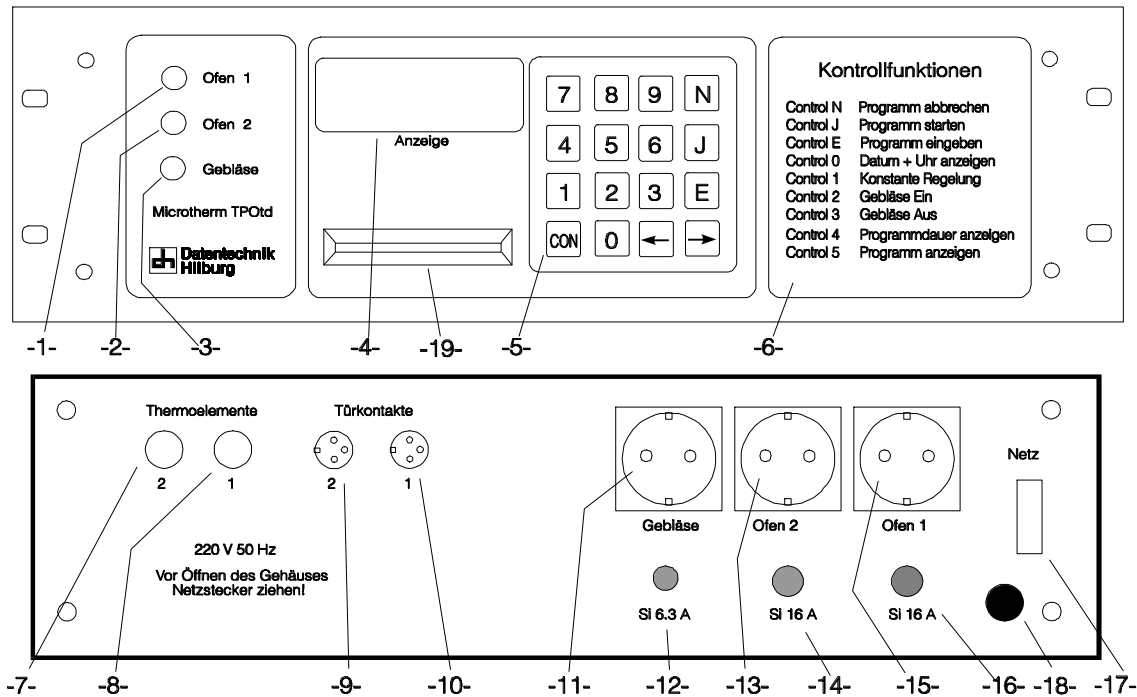 Ofen 1
Ofen 2
Gebläse
Microtherm TPOtd
Datentechnik
Hilburg
Anzeige
7 8 9 N
4 5 6 J
1 2 3 E
CON 0 ← →
Kontrollfunktionen
Control N Programm abbrechen
Control J Programm starten
Control E Programm eingeben
Control 0 Datum + Uhr anzeigen
Control 1 Konstante Regelung
Control 2 Gebläse Ein
Control 3 Gebläse Aus
Control 4 Programmdauer anzeigen
Control 5 Programm anzeigen
-1- -2- -3- -4- -19- -5- -6-
Thermoelemente Türkontakte
2 1 2 1
Netz
Gebläse Ofen 2 Ofen 1
220 V 50 Hz
Vor Öffnen des Gehäuses
Netzstecker ziehen!
Si 6.3 A Si 16 A Si 16 A
-7- -8- -9- -10- -11- -12- -13- -14- -15- -16- -18- -17-